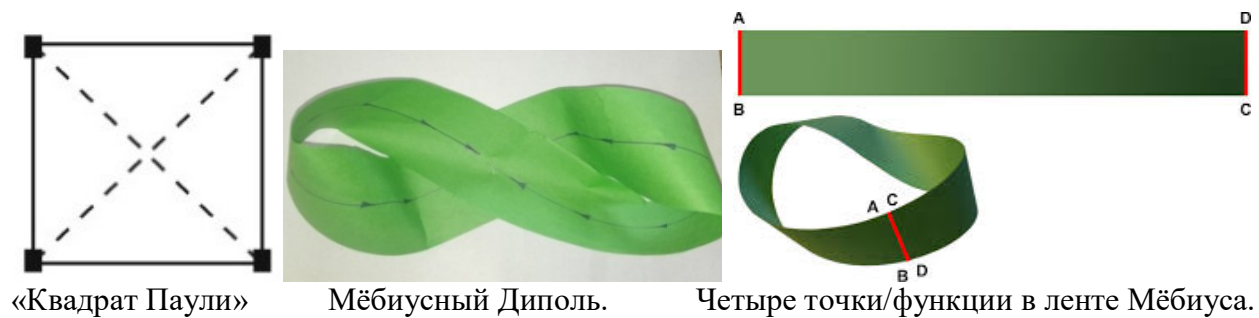 A D
B C
A C
B D
«Квадрат Паули» Мёбиусный Диполь. Четыре точки/функции в ленте Мёбиуса.